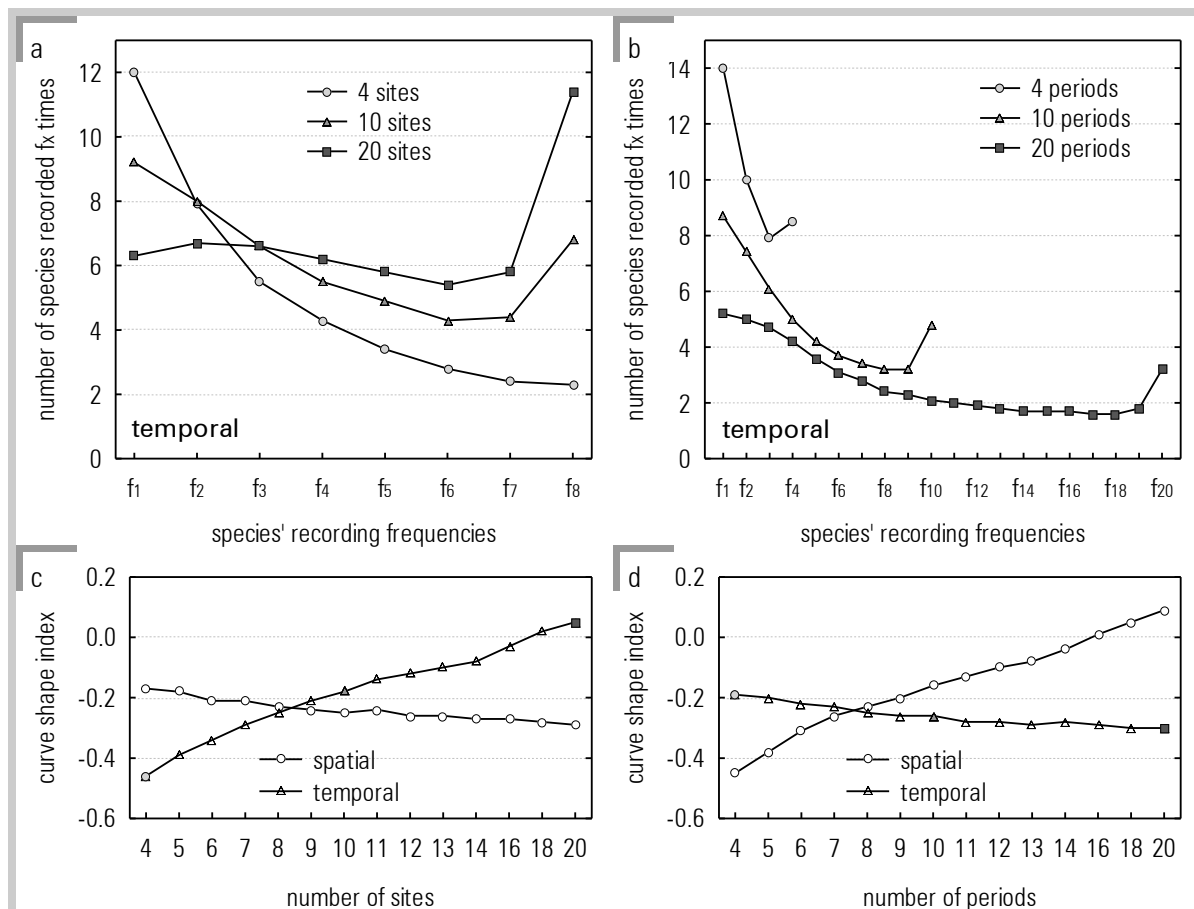 a
number of species recorded fx times
12
10
8
6
4
2
0
4 sites
10 sites
20 sites
temporal
f1 f2 f3 f4 f5 f6 f7 f8
species' recording frequencies
b
number of species recorded fx times
14
12
10
8
6
4
2
0
4 periods
10 periods
20 periods
temporal
f1 f2 f4 f6 f8 f10 f12 f14 f16 f18 f20
species' recording frequencies
c
curve shape index
0.2
0.0
-0.2
-0.4
-0.6
spatial
temporal
4 5 6 7 8 9 10 11 12 13 14 16 18 20
number of sites
d
curve shape index
0.2
0.0
-0.2
-0.4
-0.6
spatial
temporal
4 5 6 7 8 9 10 11 12 13 14 16 18 20
number of periods